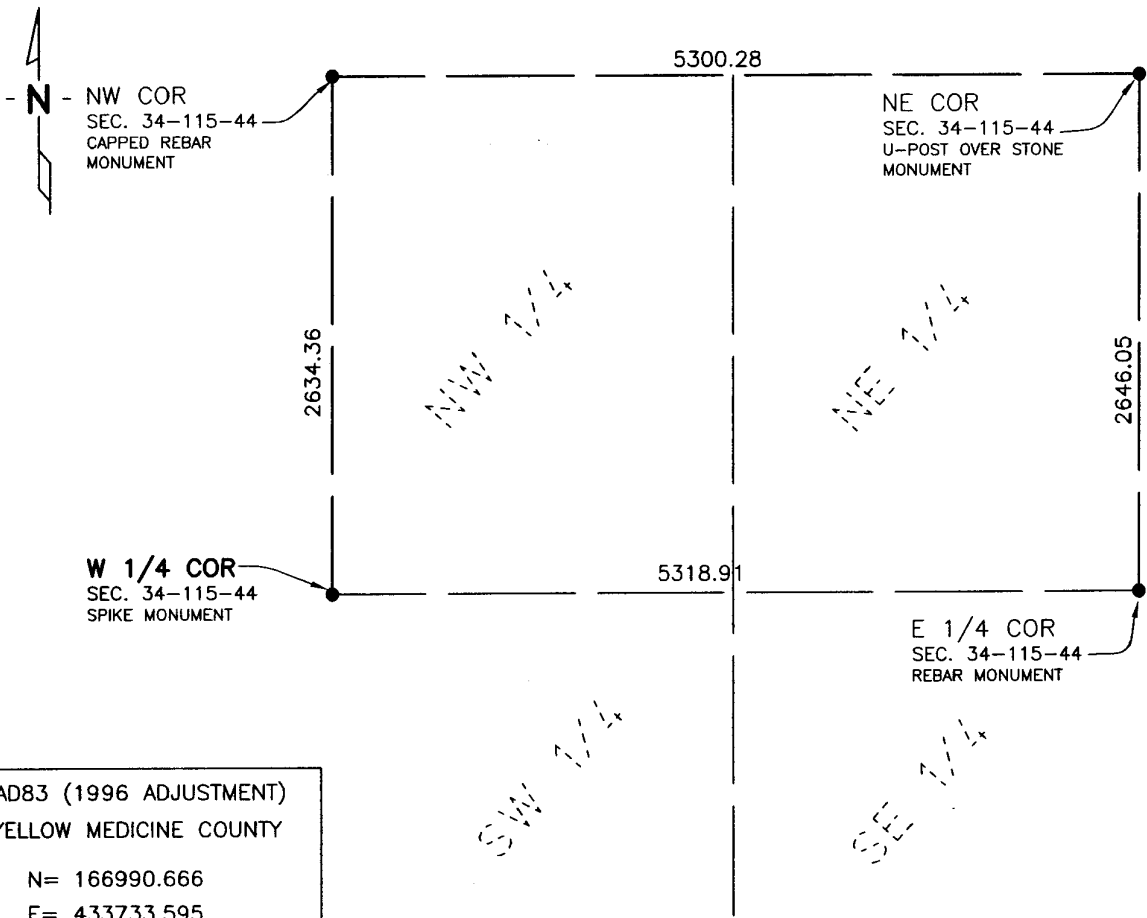 5300.28
N
NW COR
SEC. 34-115-44
CAPPED REBAR
MONUMENT
NE COR
SEC. 34-115-44
U-POST OVER STONE
MONUMENT
NW 1/4
NE 1/4
2634.36
2646.05
W 1/4 COR
SEC. 34-115-44
SPIKE MONUMENT
5318.91
E 1/4 COR
SEC. 34-115-44
REBAR MONUMENT
SW 1/4
SE 1/4
AD83 (1996 ADJUSTMENT)
YELLOW MEDICINE COUNTY
N= 166990.666
E= 433733.595